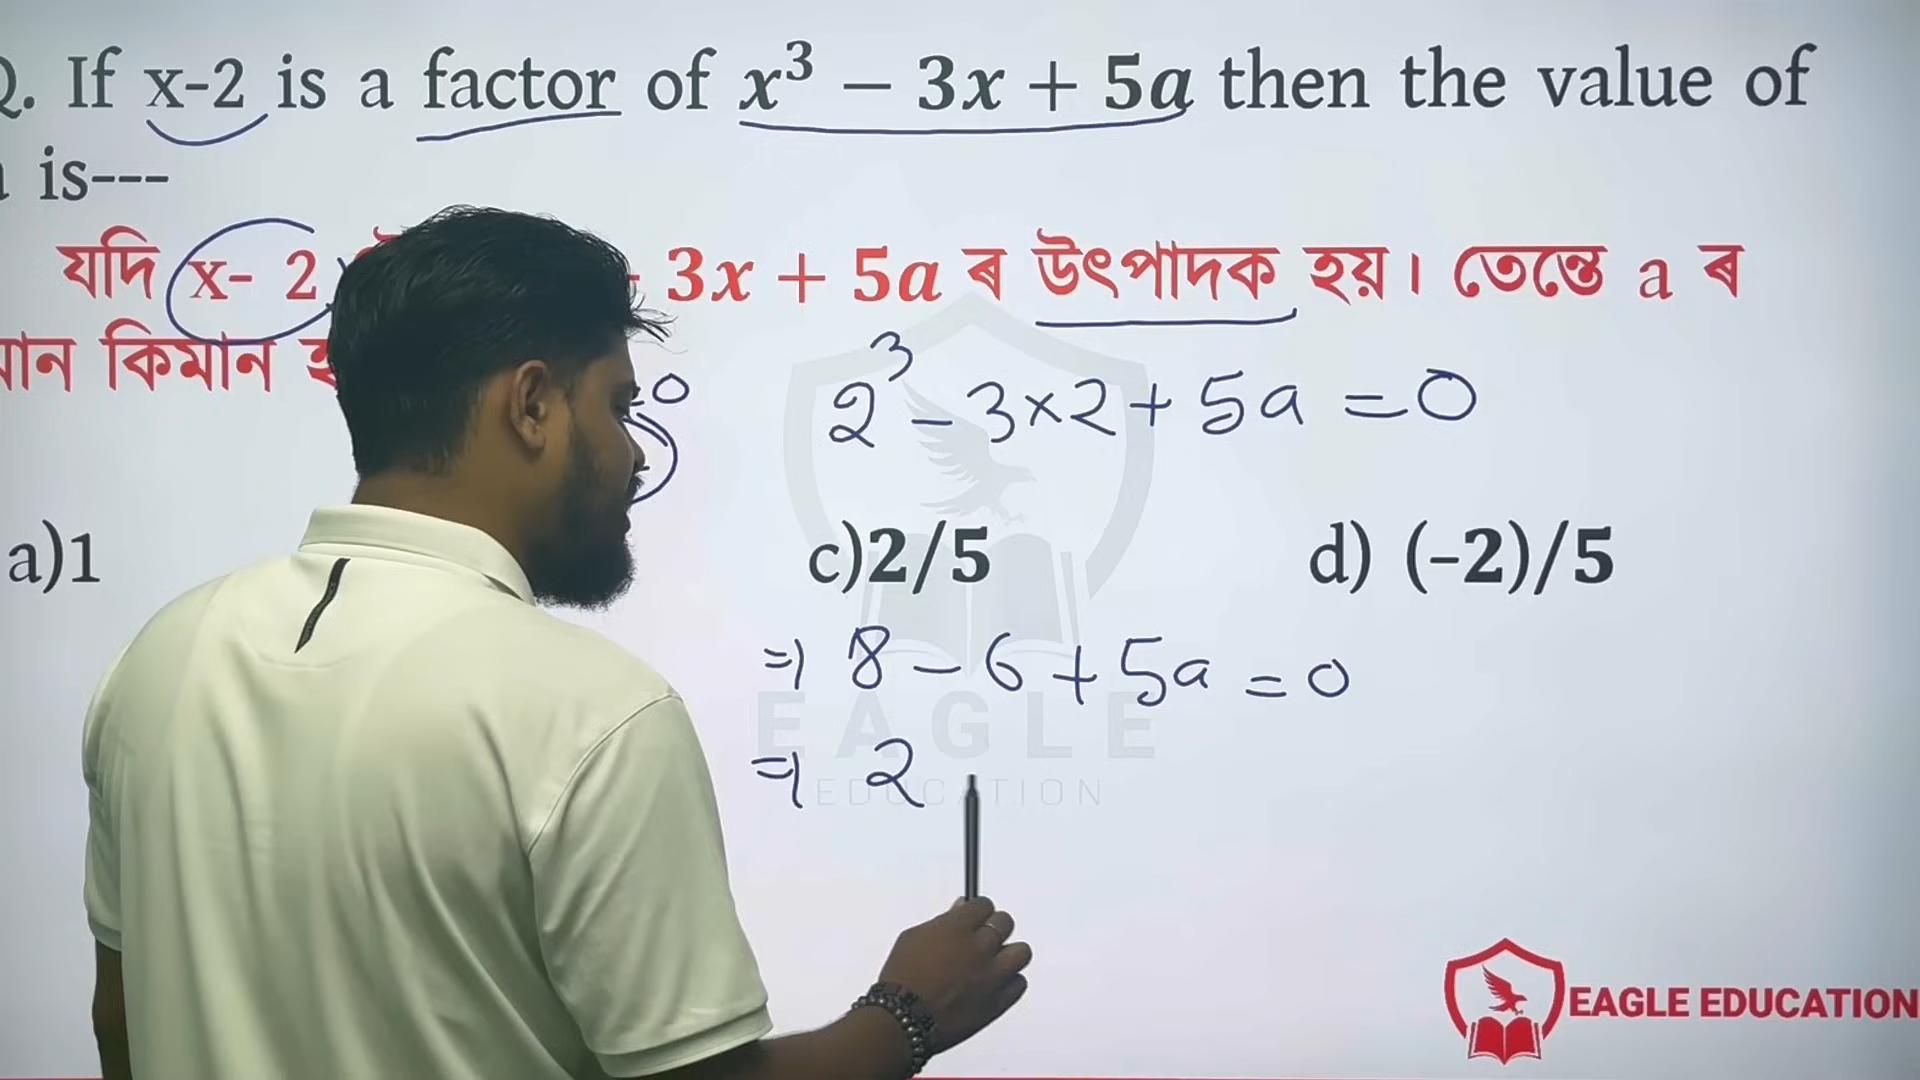 Q. If x-2 is a factor of x³ − 3x + 5a then the value of
is---
যদি x- 2 3x + 5a ৰ উৎপাদক হয়। তেন্তে a ৰ
কিমান
0
2³ - 3×2 + 5a = 0
a)1 c)2/5 d) (-2)/5
⇒ 8 - 6 + 5a = 0
⇒ 2
EAGLE
EDUCATION
EAGLE EDUCATION